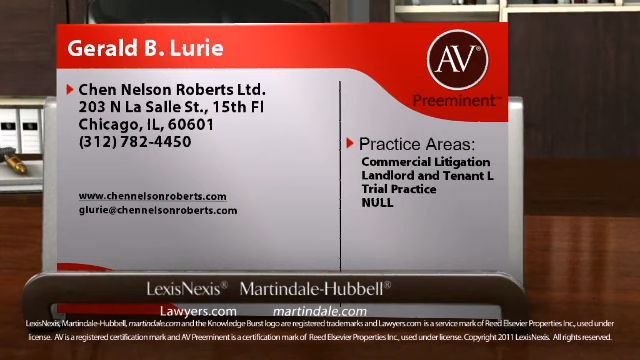 Gerald B. Lurie
AV®
Preeminent™
Chen Nelson Roberts Ltd.
203 N La Salle St., 15th Fl
Chicago, IL, 60601
(312) 782-4450
www.chennelsonroberts.com
glurie@chennelsonroberts.com
Practice Areas:
Commercial Litigation
Landlord and Tenant L
Trial Practice
NULL
LexisNexis® Martindale-Hubbell®
Lawyers.com martindale.com
LexisNexis, Martindale-Hubbell, martindale.com and the Knowledge Burst logo are registered trademarks and Lawyers.com is a service mark of Reed Elsevier Properties Inc., used under
license. AV is a registered certification mark and AV Preeminent is a certification mark of Reed Elsevier Properties Inc., used under license. Copyright 2011 LexisNexis. All rights reserved.